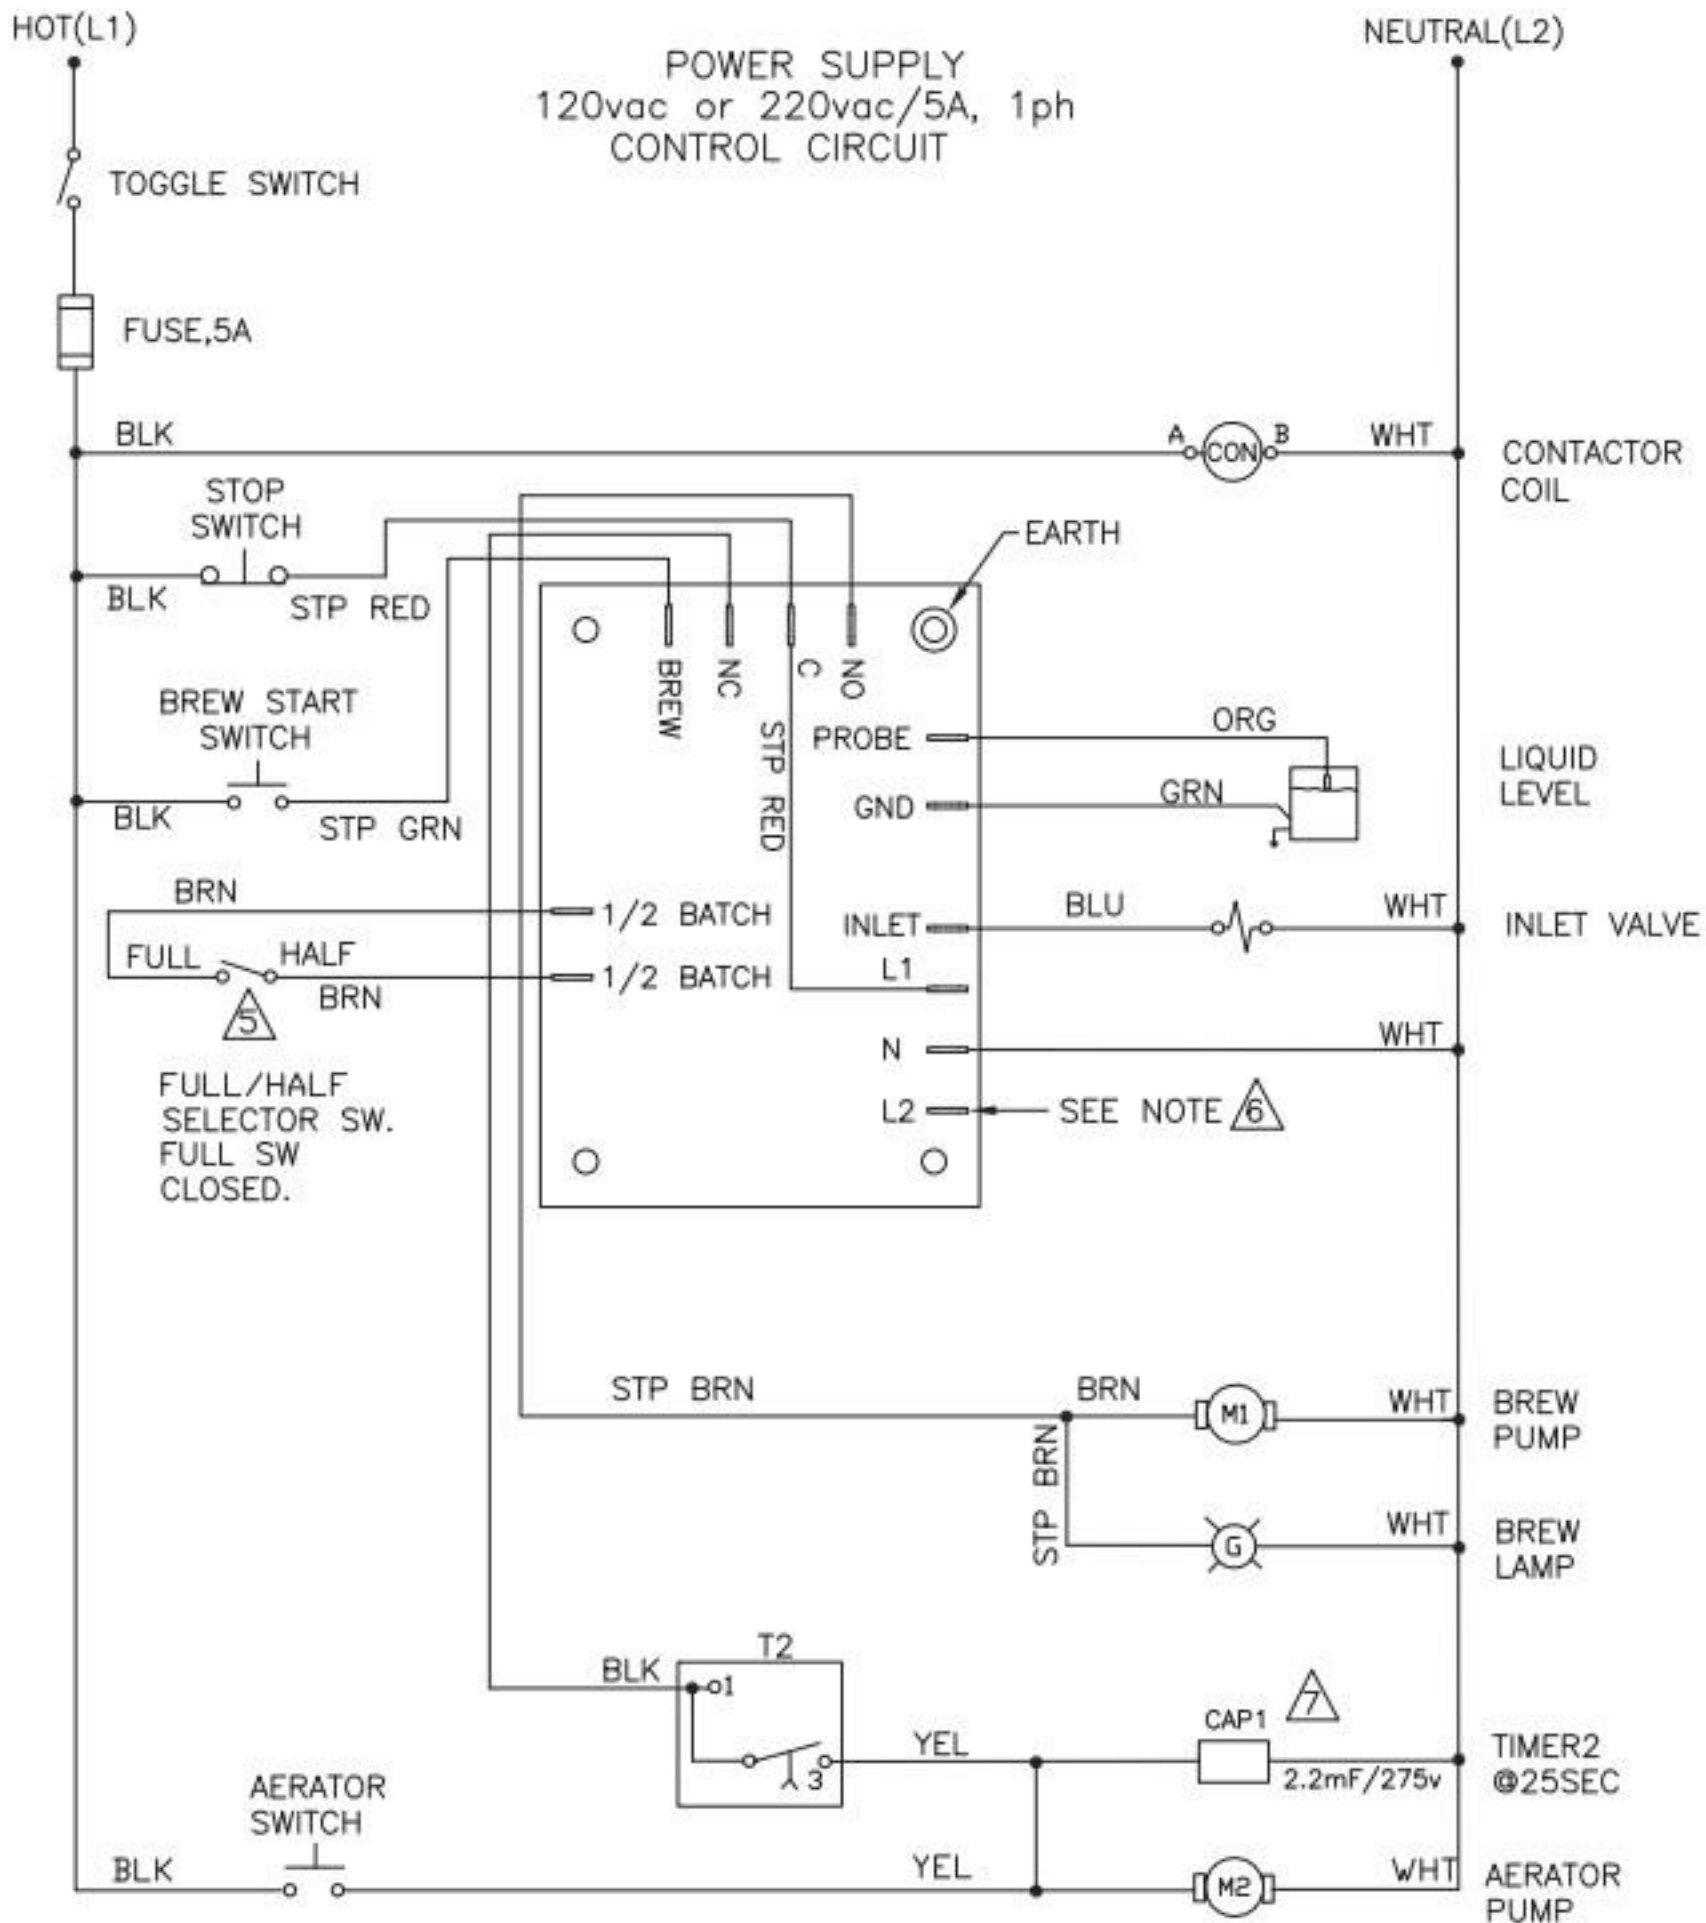 HOT(L1)
NEUTRAL(L2)
POWER SUPPLY
120vac or 220vac/5A, 1ph
CONTROL CIRCUIT
TOGGLE SWITCH
FUSE,5A
BLK
A
CON
B
WHT
CONTACTOR
COIL
STOP
SWITCH
BLK
STP RED
EARTH
BREW
NC
C
NO
STP RED
BREW START
SWITCH
BLK
STP GRN
PROBE
ORG
GND
GRN
LIQUID
LEVEL
BRN
1/2 BATCH
FULL
HALF
BRN
1/2 BATCH
5
FULL/HALF
SELECTOR SW.
FULL SW
CLOSED.
INLET
BLU
WHT
INLET VALVE
L1
N
WHT
L2
SEE NOTE 6
STP BRN
BRN
M1
WHT
BREW
PUMP
STP BRN
G
WHT
BREW
LAMP
T2
BLK
1
3
YEL
CAP1
7
2.2mF/275v
TIMER2
@25SEC
AERATOR
SWITCH
BLK
YEL
M2
WHT
AERATOR
PUMP